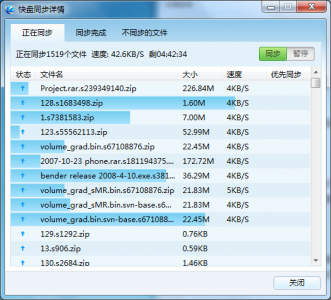 快盘同步详情
正在同步 同步完成 不同步的文件
正在同步1519个文件 速度: 42.6KB/S 剩04:42:34 同步 暂停
状态 文件名 大小 速度 优先同步
Project.rar.s239349140.zip 226.84M 4KB/S
128.s1683498.zip 1.60M 4KB/S
1.s7381583.zip 7.00M 4KB/S
123.s55562113.zip 52.99M 4KB/S
volume_grad.bin.s67108876.zip 22.45M 4KB/S
2007-10-23 phone.rar.s181194375.... 172.72M 4KB/S
bender release 2008-4-10.exe.s381... 36.29M 4KB/S
volume_grad_sMR.bin.s67108876.zip 21.83M 5KB/S
volume_grad_sMR.bin.svn-base.s6... 21.83M 4KB/S
volume_grad.bin.svn-base.s671088... 22.45M 4KB/S
129.s1292.zip 0.76KB
13.s906.zip 0.59KB
130.s2684.zip 1.46KB
关闭